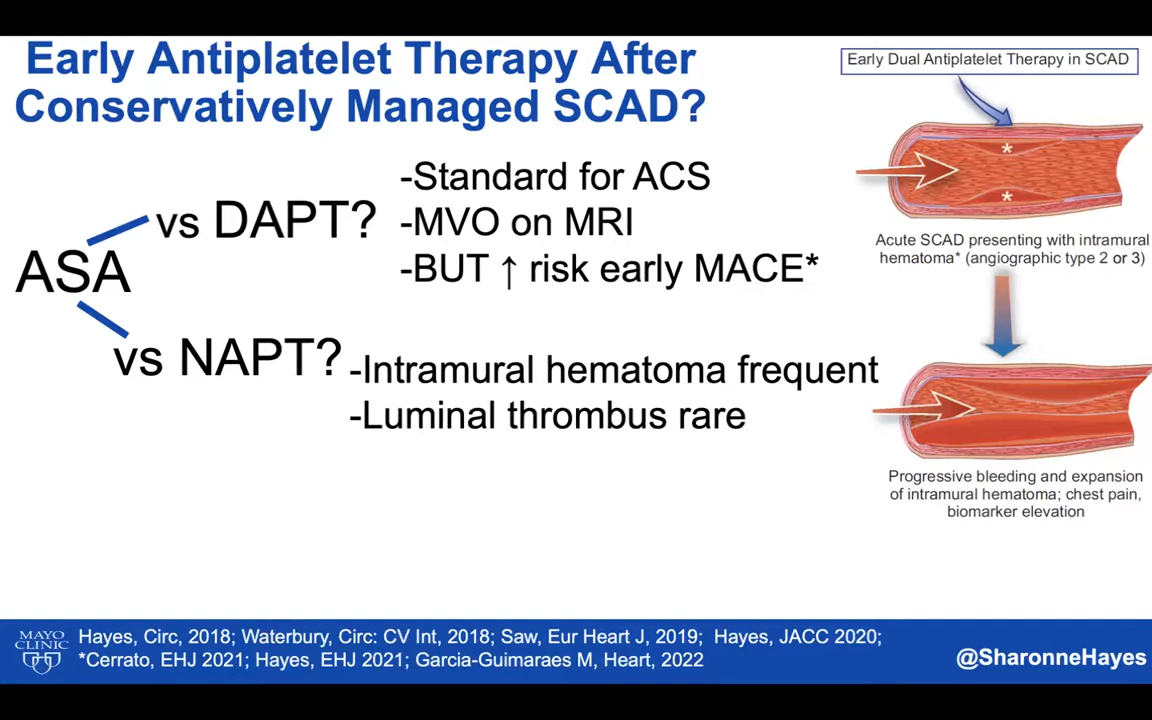 Early Antiplatelet Therapy After
Conservatively Managed SCAD?
ASA
vs DAPT?
-Standard for ACS
-MVO on MRI
-BUT ↑ risk early MACE*
vs NAPT?
-Intramural hematoma frequent
-Luminal thrombus rare
Early Dual Antiplatelet Therapy in SCAD
*
*
Acute SCAD presenting with intramural
hematoma* (angiographic type 2 or 3)
Progressive bleeding and expansion
of intramural hematoma; chest pain,
biomarker elevation
MAYO
CLINIC
Hayes, Circ, 2018; Waterbury, Circ: CV Int, 2018; Saw, Eur Heart J, 2019; Hayes, JACC 2020;
*Cerrato, EHJ 2021; Hayes, EHJ 2021; Garcia-Guimaraes M, Heart, 2022
@SharonneHayes